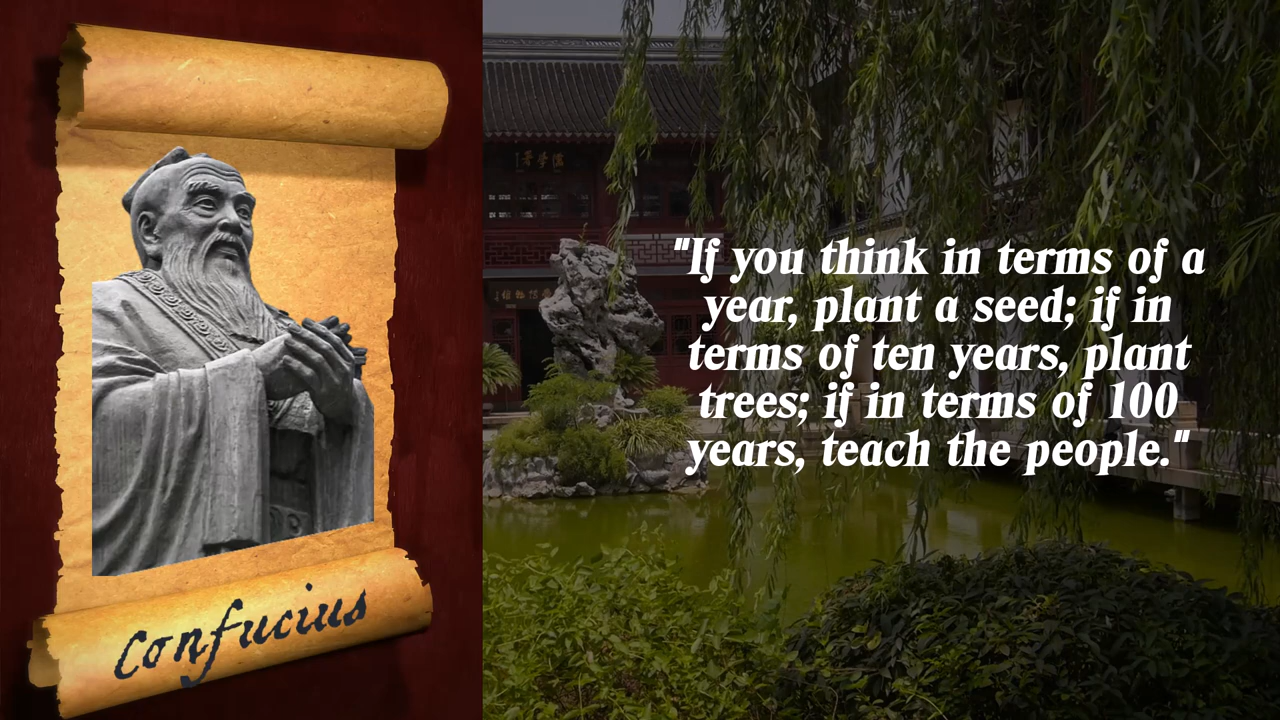 "If you think in terms of a
year, plant a seed; if in
terms of ten years, plant
trees; if in terms of 100
years, teach the people."
Confucius